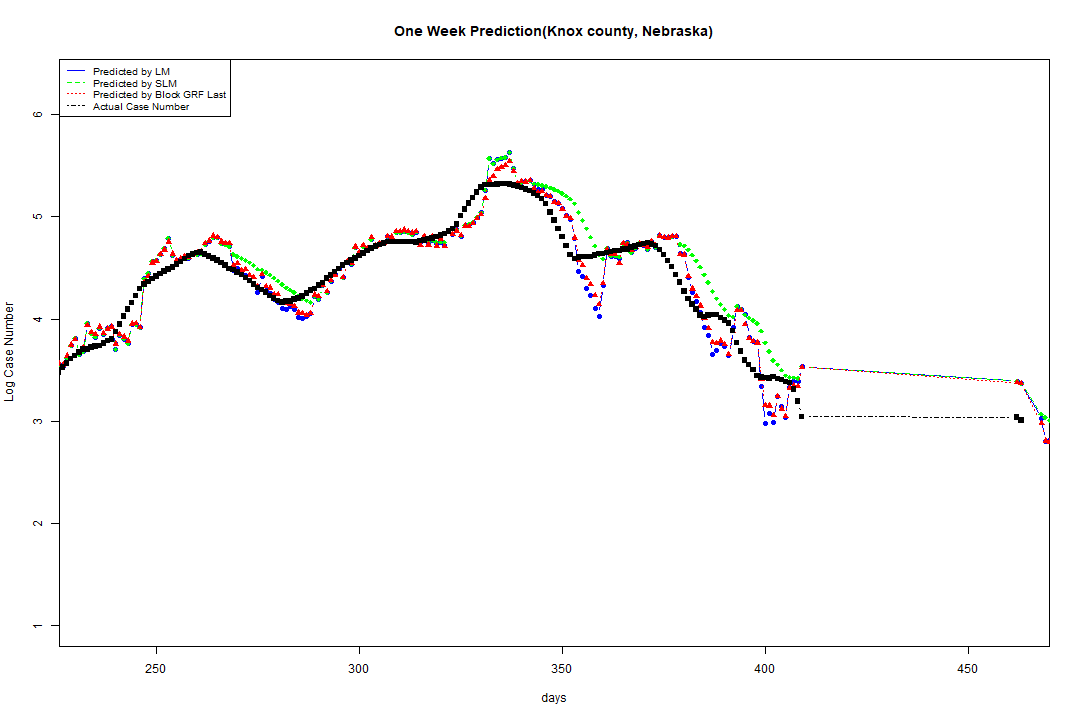 One Week Prediction(Knox county, Nebraska)
Predicted by LM
Predicted by SLM
Predicted by Block GRF Last
Actual Case Number
6
5
4
3
2
1
Log Case Number
250 300 350 400 450
days